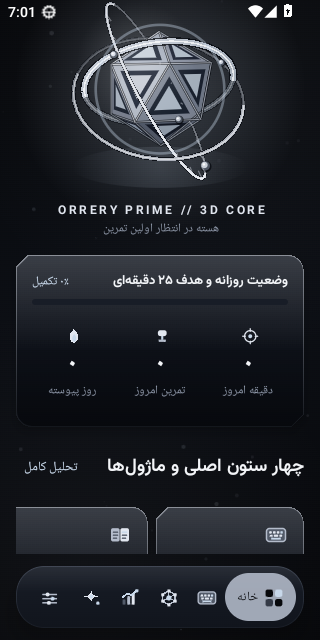 7:01
ORRERY PRIME // 3D CORE
هسته در انتظار اولین تمرین
وضعیت روزانه و هدف ۲۵ دقیقه‌ای
۰٪ تکمیل
۰ ۰ ۰
دقیقه امروز تمرین امروز روز پیوسته
چهار ستون اصلی و ماژول‌ها
تحلیل کامل
خانه